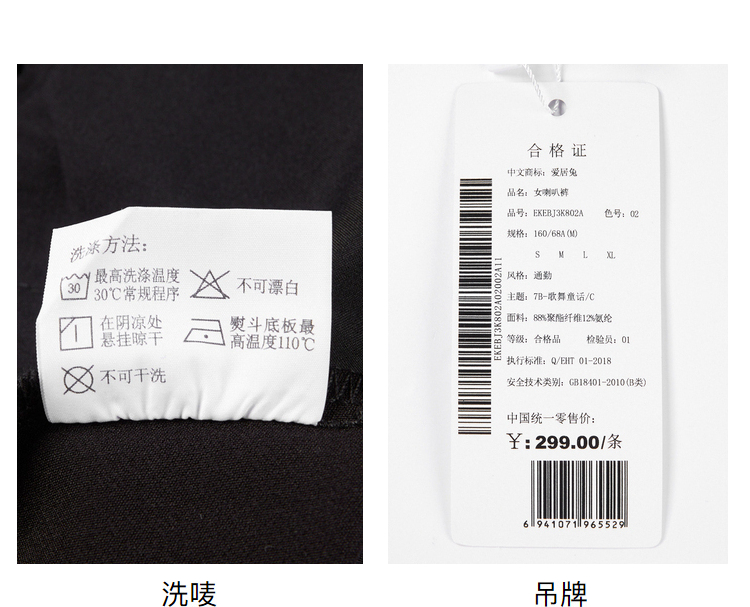 洗涤方法:
30
最高洗涤温度
30℃常规程序
不可漂白
在阴凉处
悬挂晾干
熨斗底板最
高温度110℃
不可干洗
洗唛
合格证
中文商标: 爱居兔
品名: 女喇叭裤
品号: EKEBJ3K802A 色号: 02
规格: 160/68A(M)
S M L XL
风格: 通勤
主题: 7B-歌舞童话/C
面料: 88%聚酯纤维12%氨纶
等级: 合格品 检验员: 01
执行标准: Q/EHT 01-2018
安全技术类别: GB18401-2010(B类)
EKEBJ3K802A02002A11
中国统一零售价:
¥: 299.00/条
6 941071 965529
吊牌